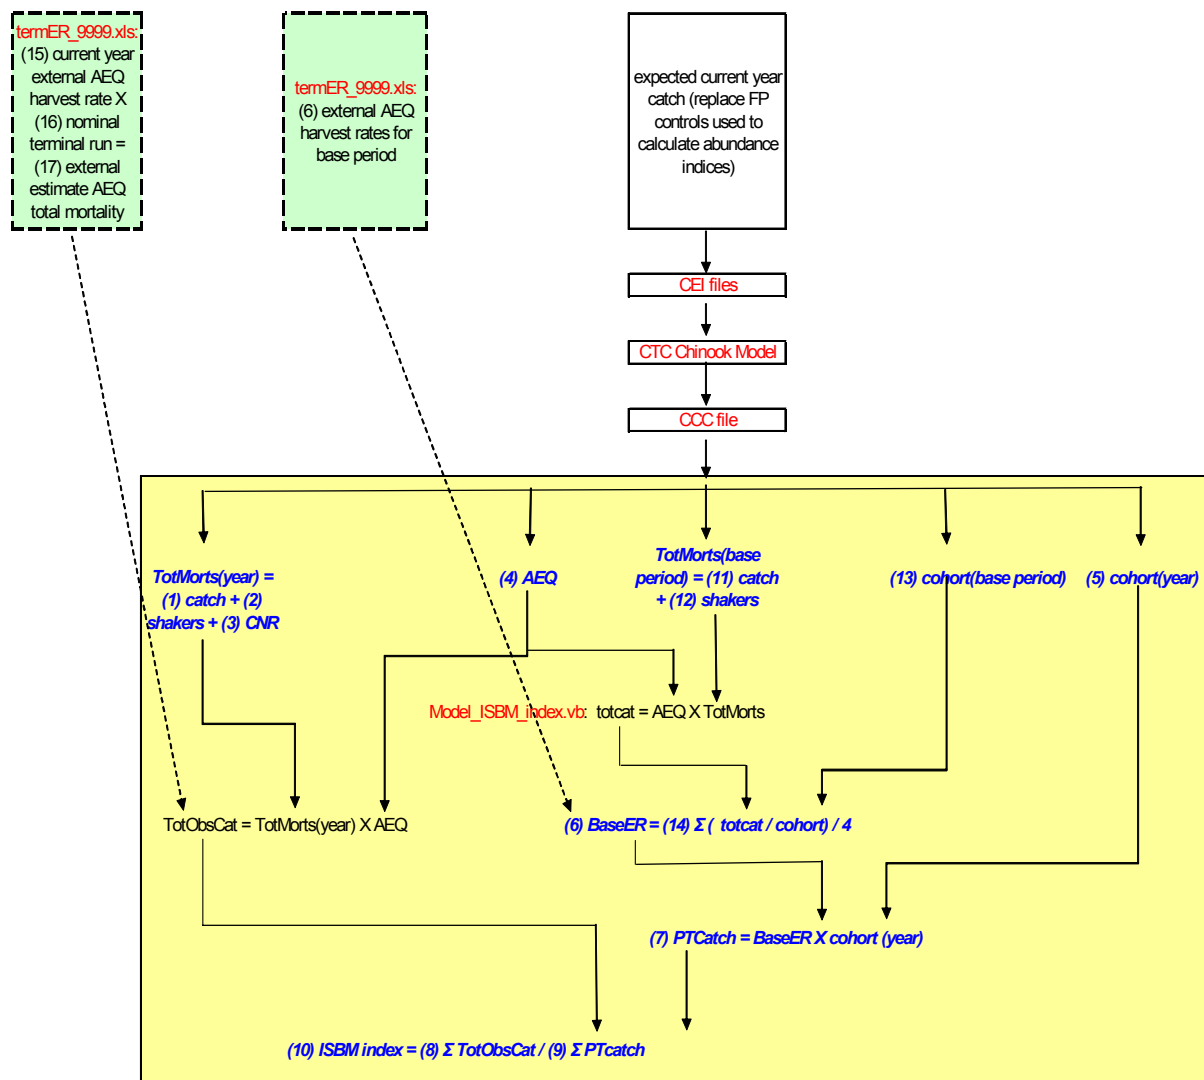 termER_9999.xls:
(15) current year
external AEQ
harvest rate X
(16) nominal
terminal run =
(17) external
estimate AEQ
total mortality
termER_9999.xls:
(6) external AEQ
harvest rates for
base period
expected current year
catch (replace FP
controls used to
calculate abundance
indices)
CEI files
CTC Chinook Model
CCC file
TotMorts(year) =
(1) catch + (2)
shakers + (3) CNR
(4) AEQ
TotMorts(base
period) = (11) catch
+ (12) shakers
(13) cohort(base period)
(5) cohort(year)
Model_ISBM_index.vb: totcat = AEQ X TotMorts
TotObsCat = TotMorts(year) X AEQ
(6) BaseER = (14) Σ ( totcat / cohort) / 4
(7) PTCatch = BaseER X cohort (year)
(10) ISBM index = (8) Σ TotObsCat / (9) Σ PTcatch